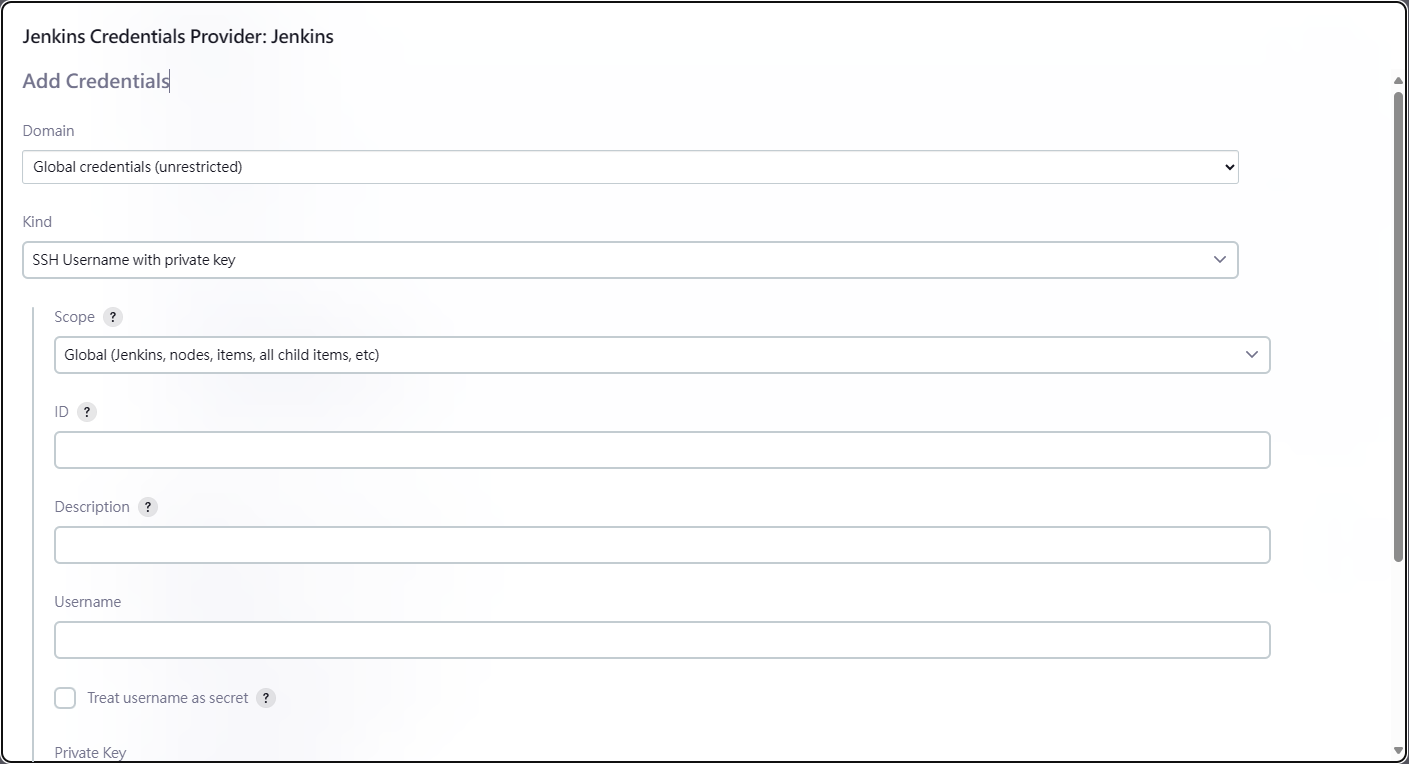 Jenkins Credentials Provider: Jenkins
Add Credentials
Domain
Global credentials (unrestricted)
Kind
SSH Username with private key
Scope ?
Global (Jenkins, nodes, items, all child items, etc)
ID ?
Description ?
Username
Treat username as secret ?
Private Key